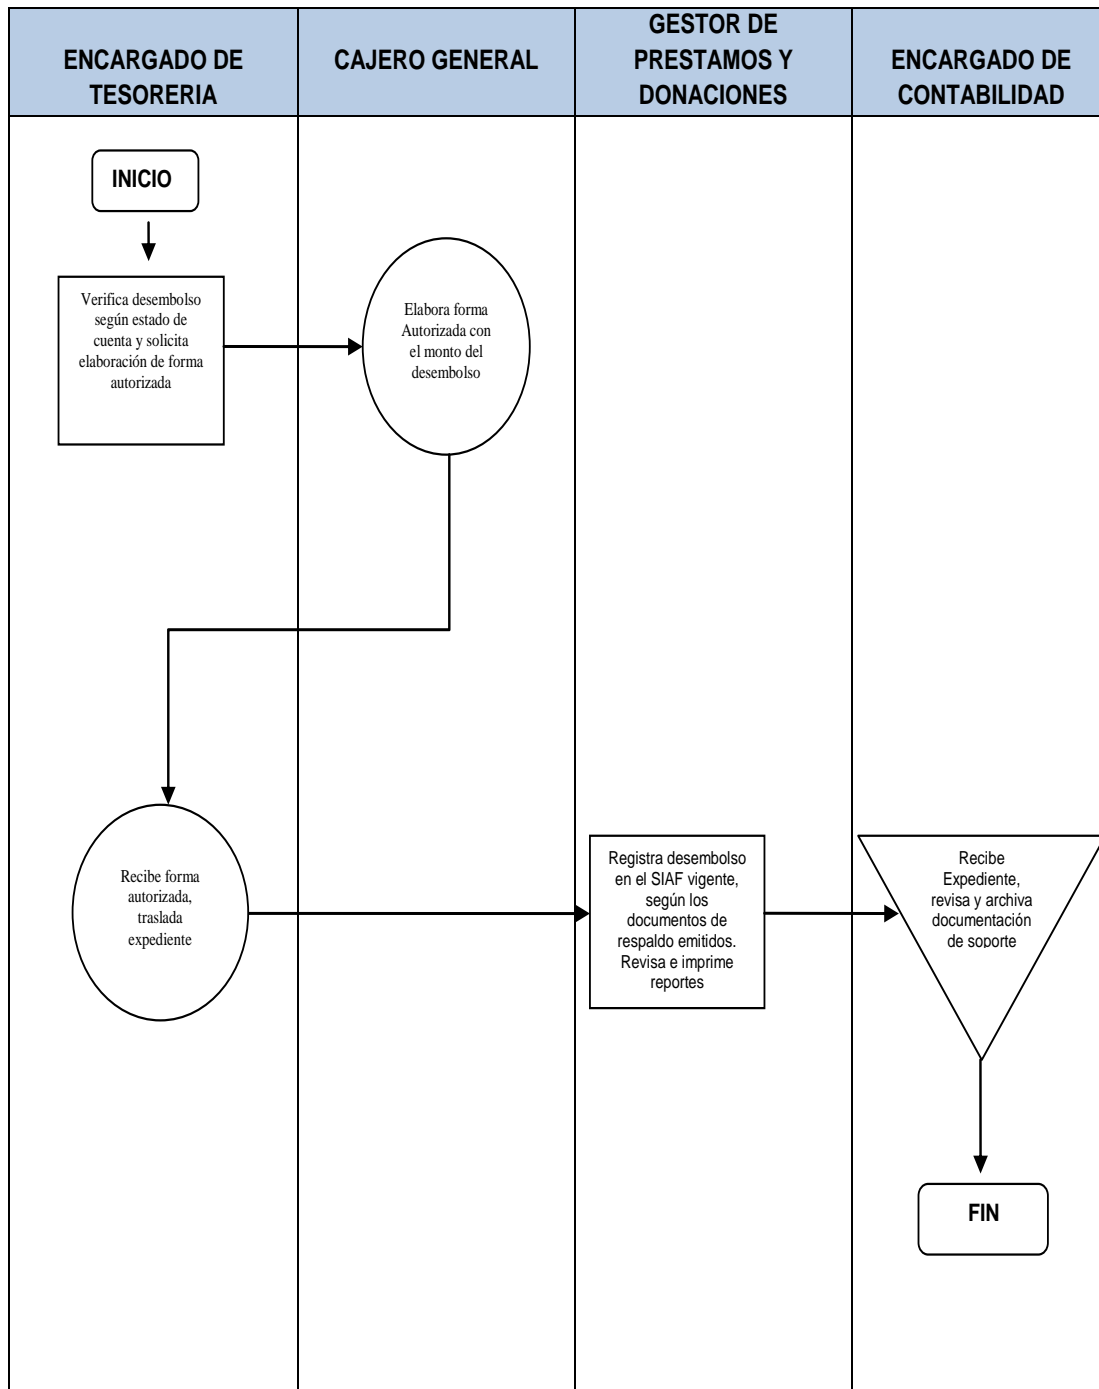 ENCARGADO DE
TESORERIA
CAJERO GENERAL
GESTOR DE
PRESTAMOS Y
DONACIONES
ENCARGADO DE
CONTABILIDAD
INICIO
Verifica desembolso
según estado de
cuenta y solicita
elaboración de forma
autorizada
Elabora forma
Autorizada con
el monto del
desembolso
Recibe forma
autorizada,
traslada
expediente
Registra desembolso
en el SIAF vigente,
según los
documentos de
respaldo emitidos.
Revisa e imprime
reportes
Recibe
Expediente,
revisa y archiva
documentación
de soporte
FIN